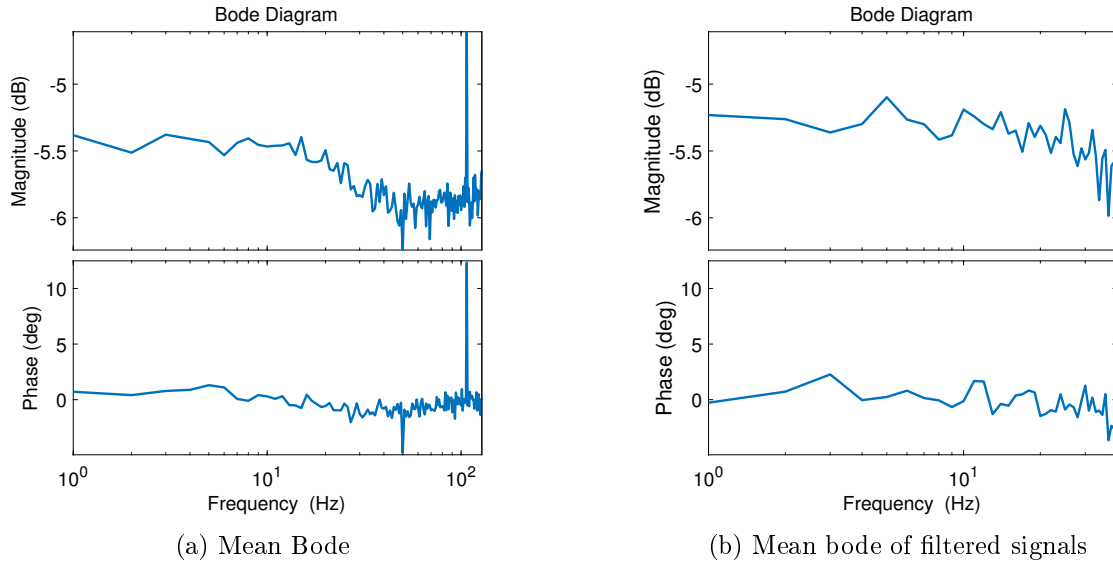 Bode Diagram
Magnitude (dB)
-5
-5.5
-6
Phase (deg)
10
5
0
10^0
10^1
10^2
Frequency (Hz)
(a) Mean Bode
Bode Diagram
Magnitude (dB)
-5
-5.5
-6
Phase (deg)
10
5
0
10^0
10^1
Frequency (Hz)
(b) Mean bode of filtered signals